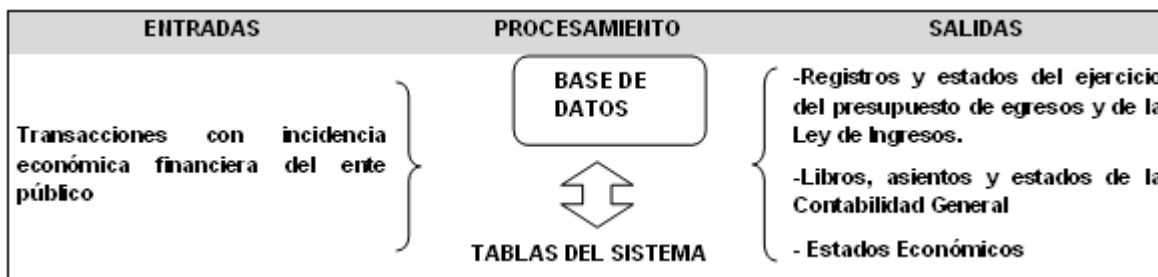 ENTRADAS PROCESAMIENTO SALIDAS
Transacciones con incidencia
económica financiera del ente
público
BASE DE
DATOS
TABLAS DEL SISTEMA
-Registros y estados del ejercicio
del presupuesto de egresos y de la
Ley de Ingresos.
-Libros, asientos y estados de la
Contabilidad General
- Estados Económicos